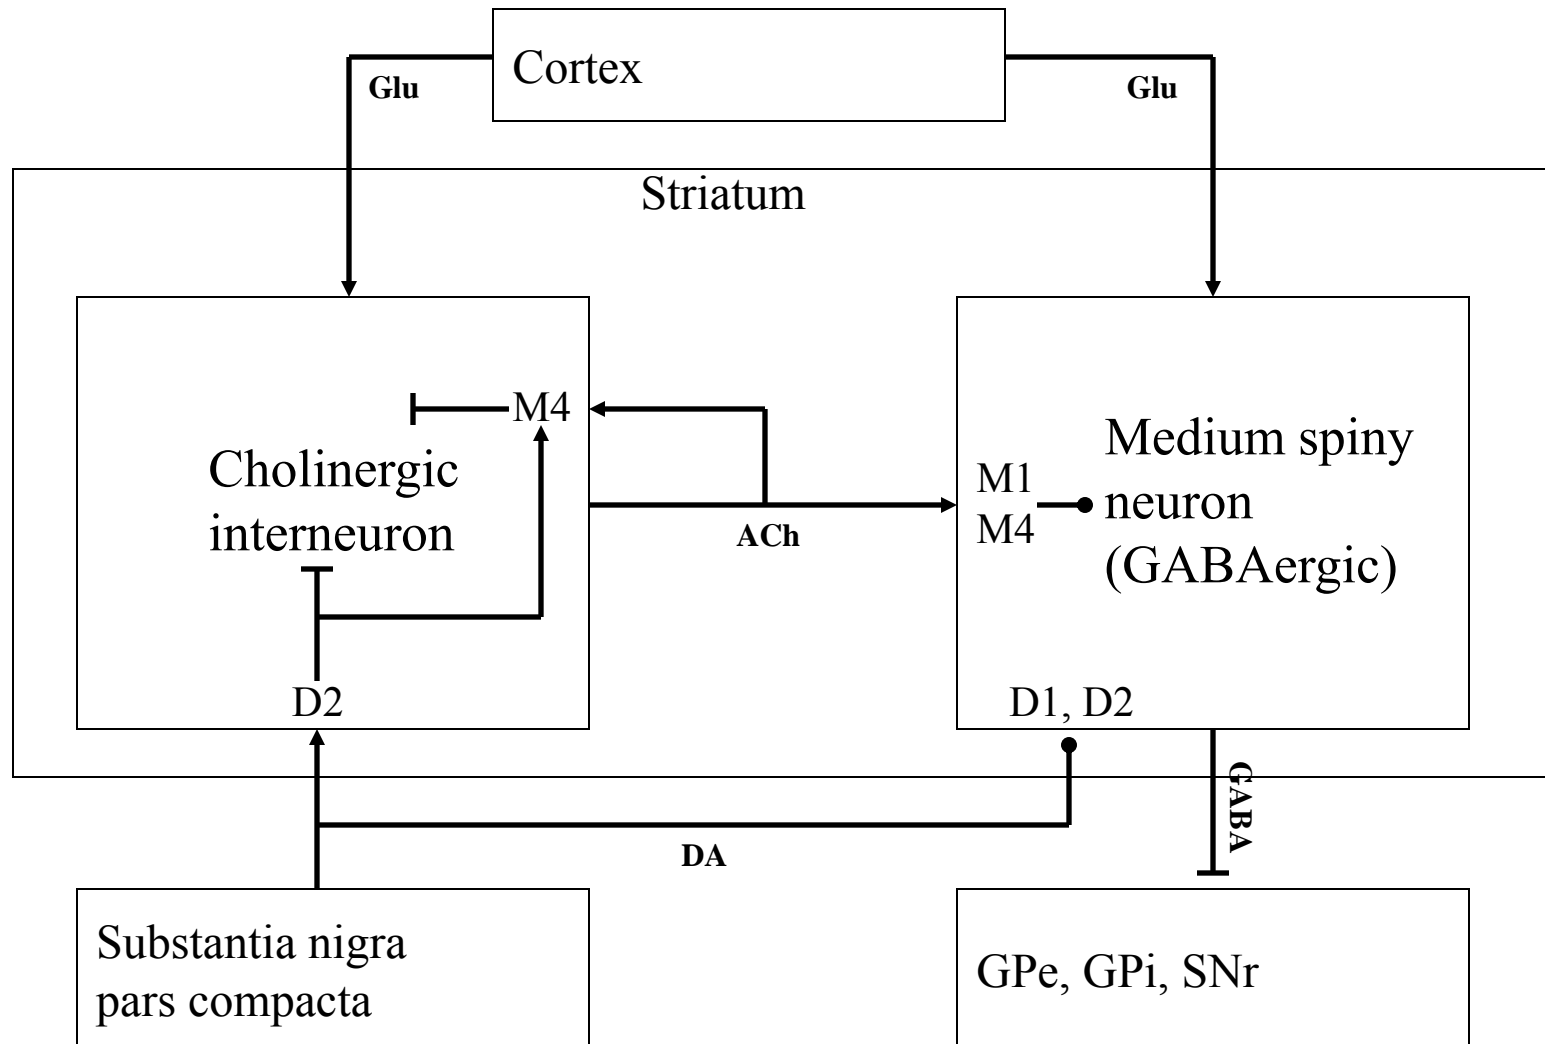 Cortex
Glu
Glu
Striatum
M4
Cholinergic
interneuron
D2
ACh
M1
M4
Medium spiny
neuron
(GABAergic)
D1, D2
GABA
DA
Substantia nigra
pars compacta
GPe, GPi, SNr